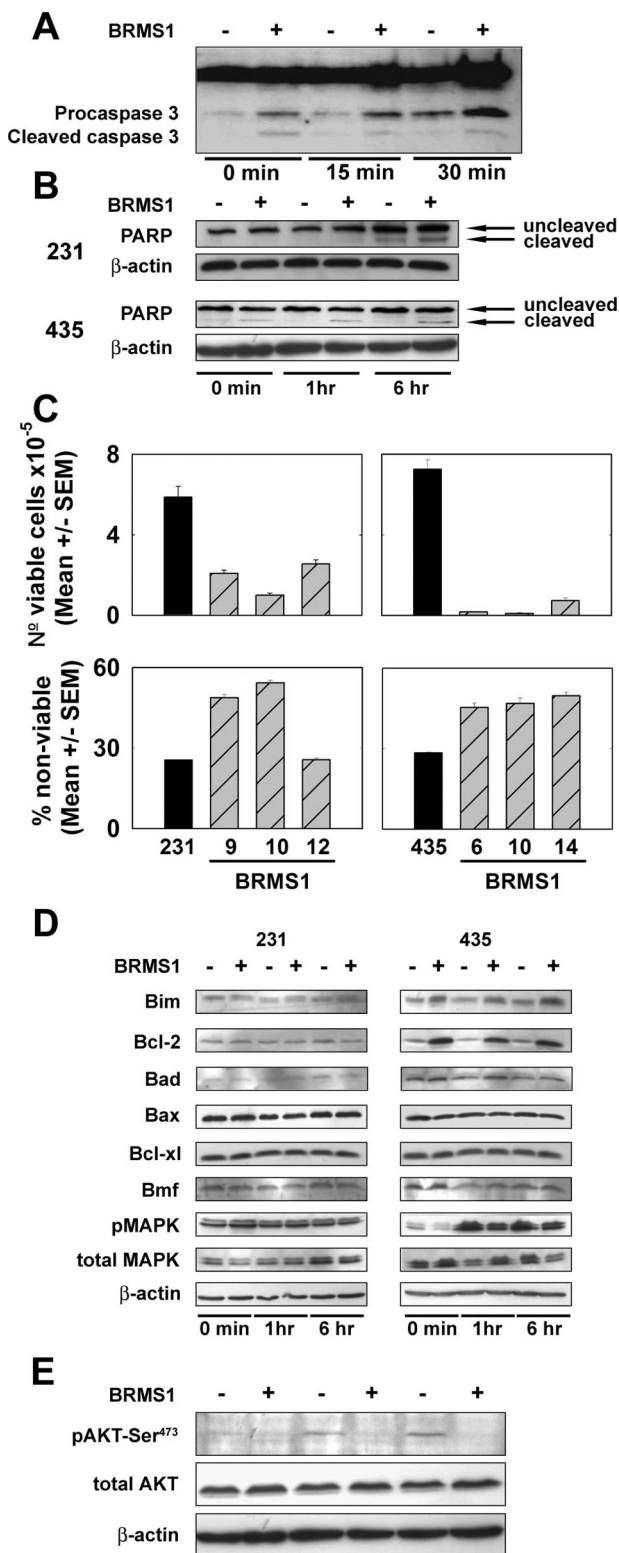 A
BRMS1 - + - + - +
Procaspase 3
Cleaved caspase 3
0 min 15 min 30 min
B
BRMS1 - + - + - +
231
PARP
uncleaved
cleaved
β-actin
435
PARP
uncleaved
cleaved
β-actin
0 min 1hr 6 hr
C
Nº viable cells x10⁻⁵
(Mean +/- SEM)
8
4
0
% non-viable
(Mean +/- SEM)
60
30
0
231 9 10 12 435 6 10 14
BRMS1 BRMS1
D
231 435
BRMS1 - + - + - + - + - + - +
Bim
Bcl-2
Bad
Bax
Bcl-xl
Bmf
pMAPK
total MAPK
β-actin
0 min 1hr 6 hr 0 min 1hr 6 hr
E
BRMS1 - + - + - +
pAKT-Ser⁴⁷³
total AKT
β-actin